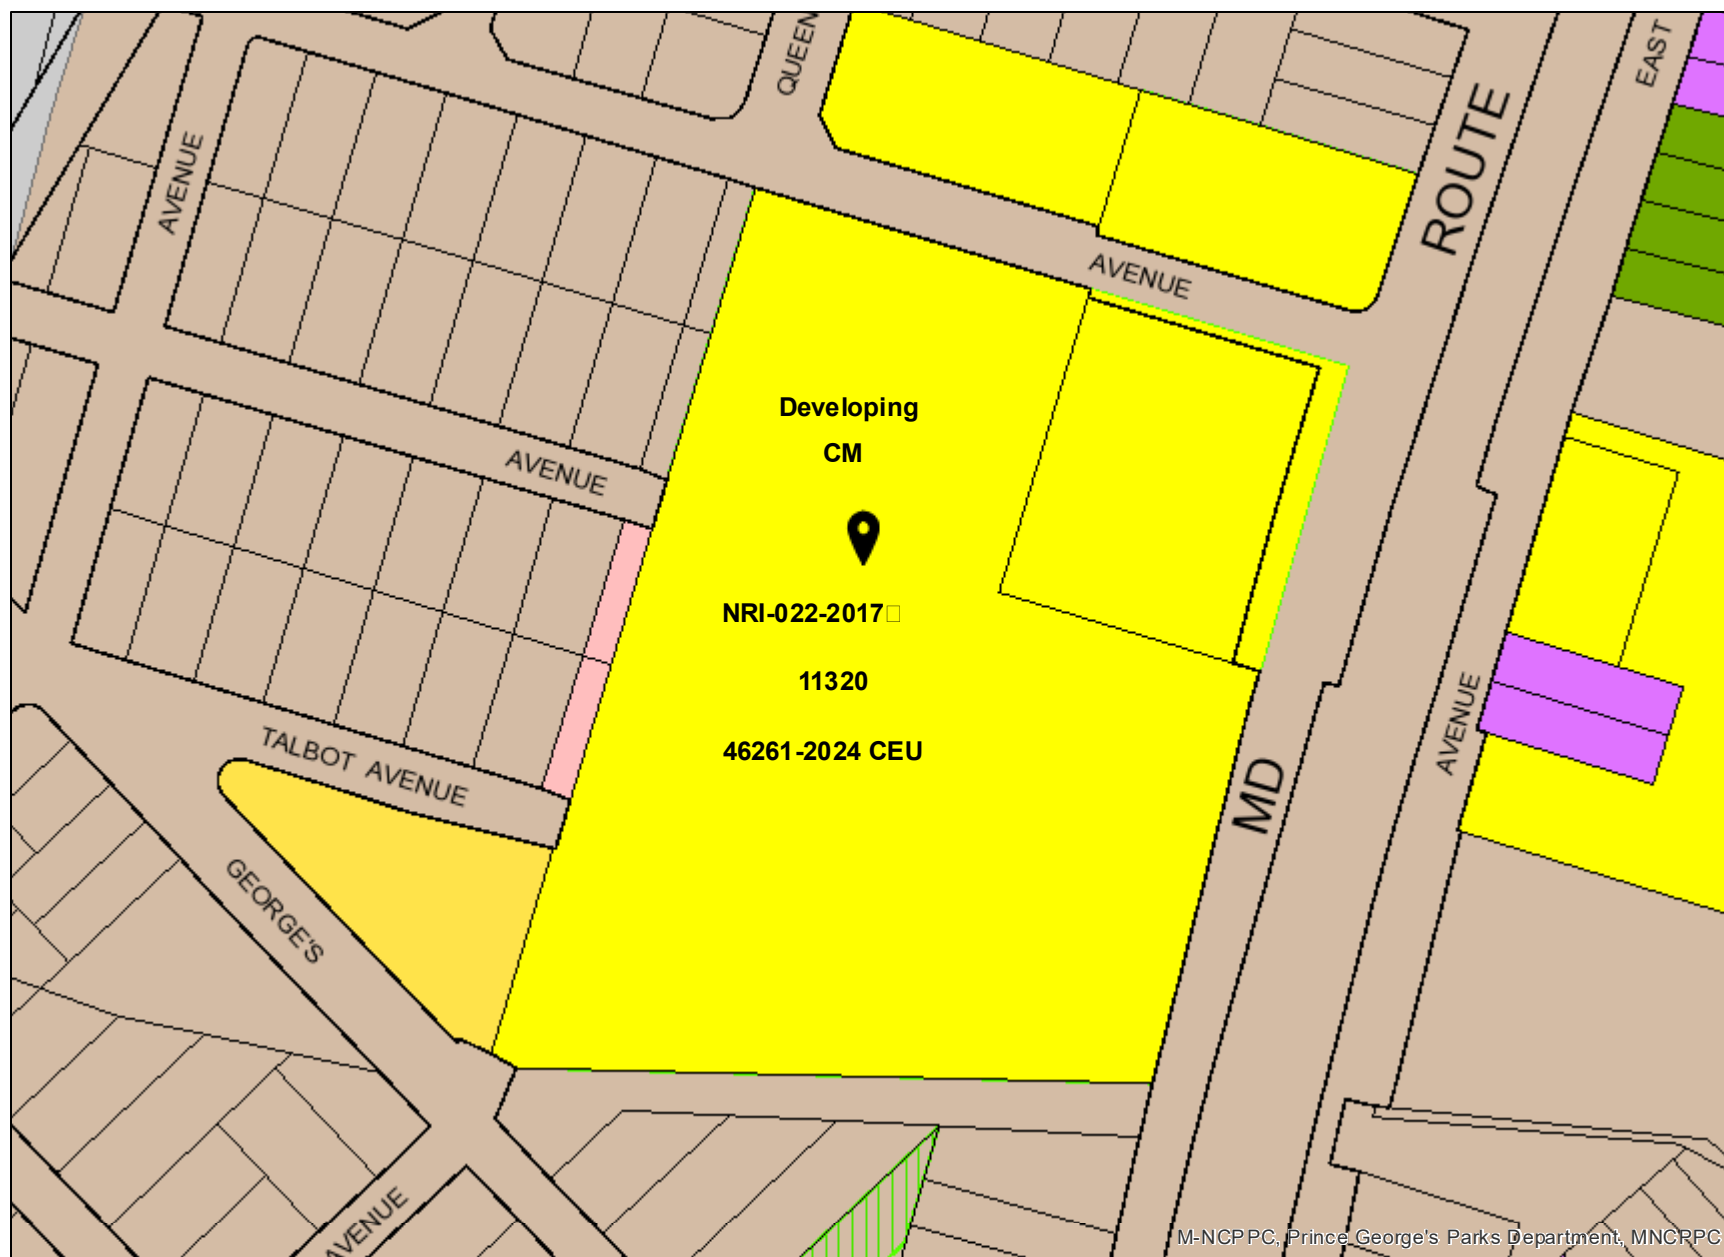 QUEEN
EAST
ROUTE
AVENUE
AVENUE
Developing
CM
AVENUE
NRI-022-2017
11320
46261-2024 CEU
AVENUE
TALBOT AVENUE
MD
GEORGE'S
AVENUE
M-NCPPC, Prince George's Parks Department, MNCRPC